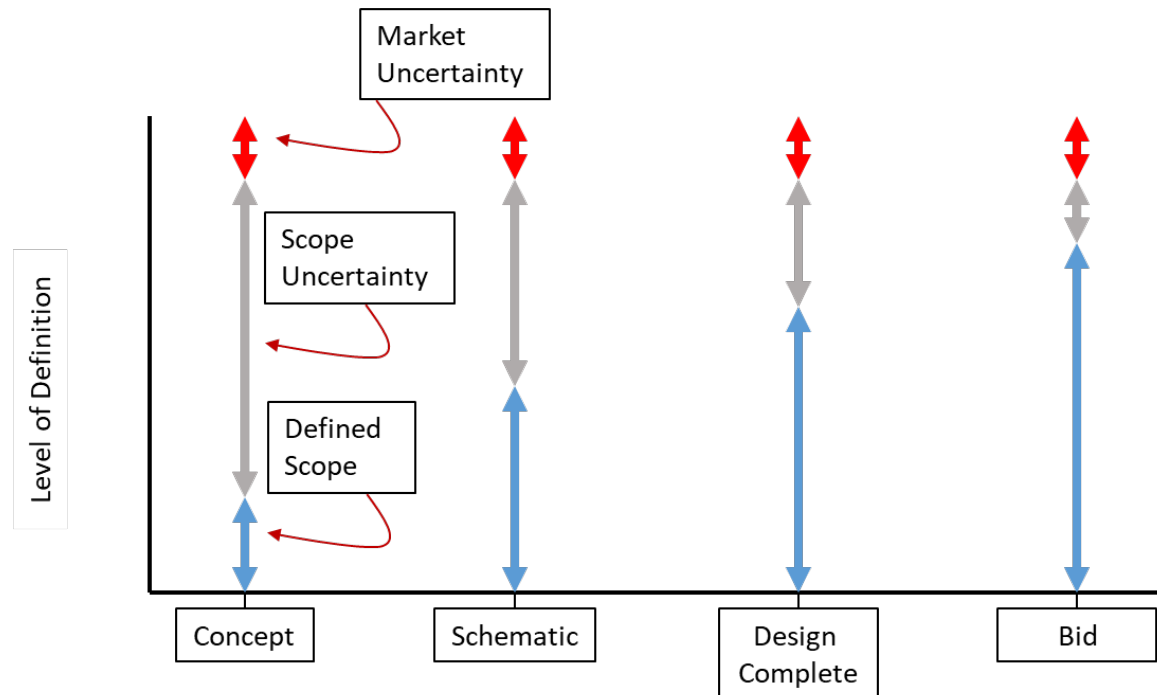 Market
Uncertainty
Scope
Uncertainty
Level of Definition
Defined
Scope
Concept
Schematic
Design
Complete
Bid